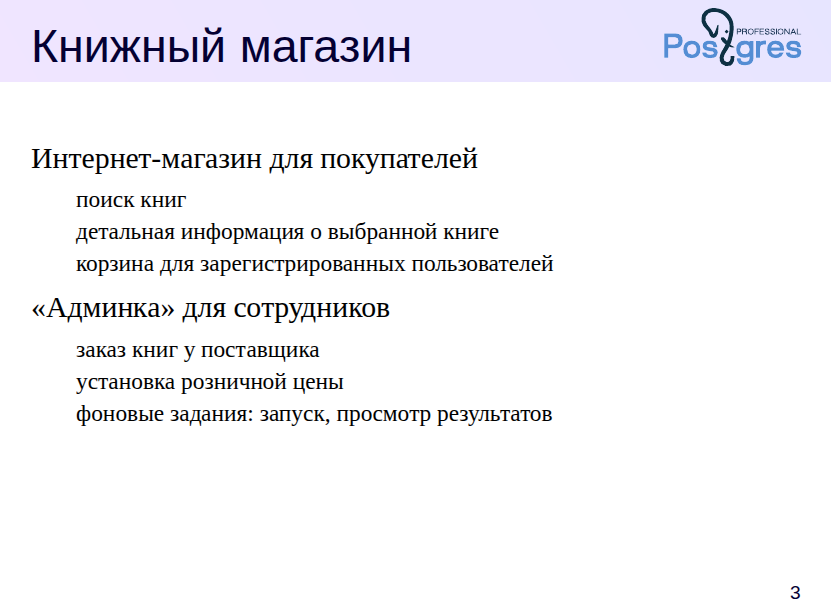 Книжный магазин
PROFESSIONAL
Postgres
Интернет-магазин для покупателей
поиск книг
детальная информация о выбранной книге
корзина для зарегистрированных пользователей
«Админка» для сотрудников
заказ книг у поставщика
установка розничной цены
фоновые задания: запуск, просмотр результатов
3